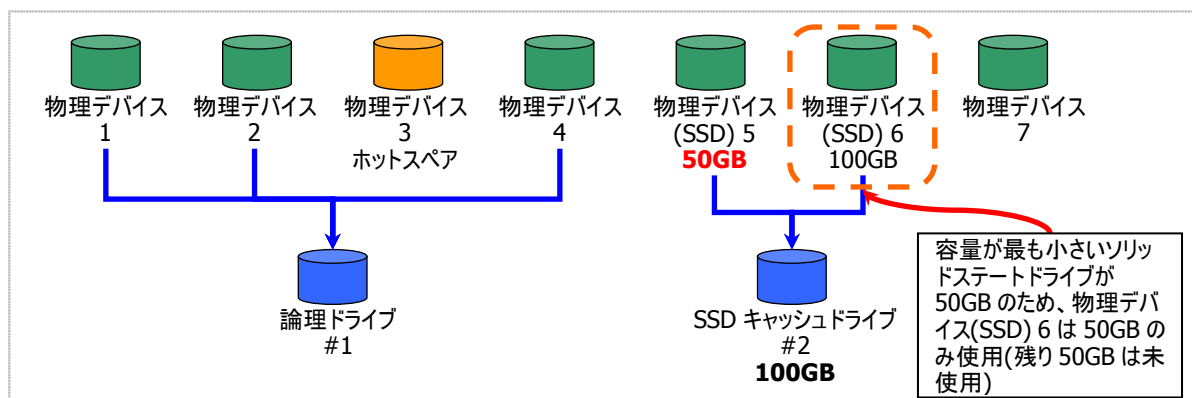 物理デバイス
1
物理デバイス
2
物理デバイス
3
ホットスペア
物理デバイス
4
物理デバイス
(SSD) 5
50GB
物理デバイス
(SSD) 6
100GB
物理デバイス
7
論理ドライブ
#1
SSD キャッシュドライブ
#2
100GB
容量が最も小さいソリッ
ドステートドライブが
50GB のため、物理デバ
イス(SSD) 6 は 50GB の
み使用(残り 50GB は未
使用)